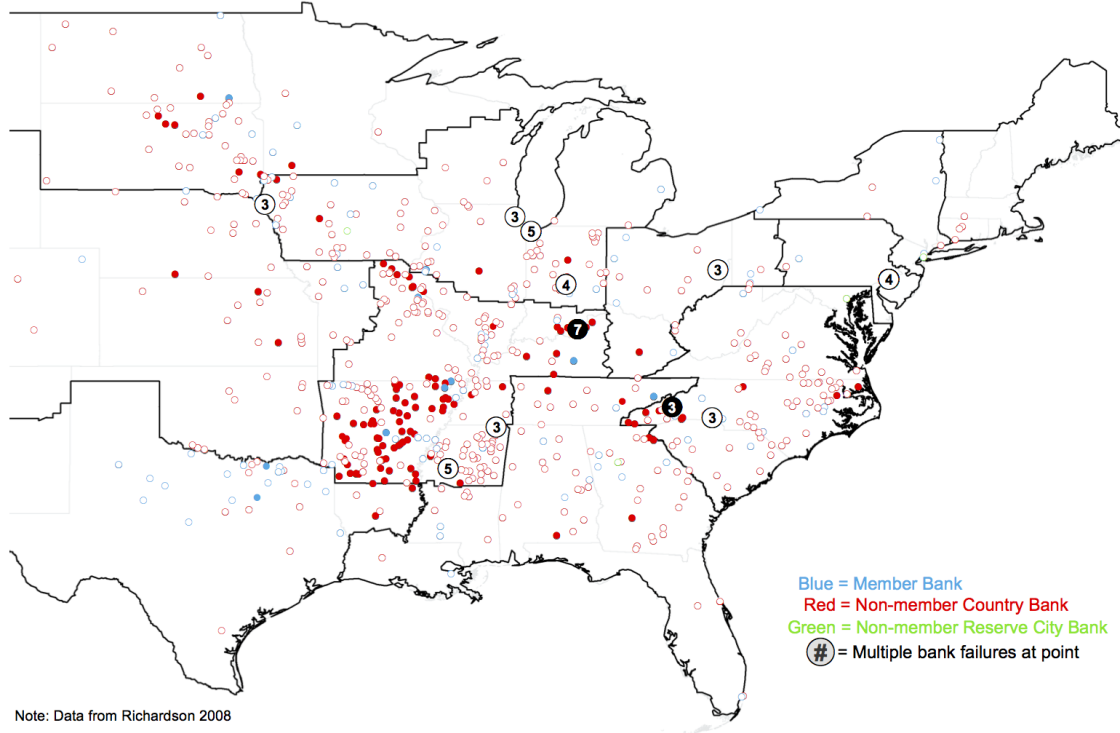 3
3
5
3
4
4
7
3
3
3
5
Blue = Member Bank
Red = Non-member Country Bank
Green = Non-member Reserve City Bank
# = Multiple bank failures at point
Note: Data from Richardson 2008